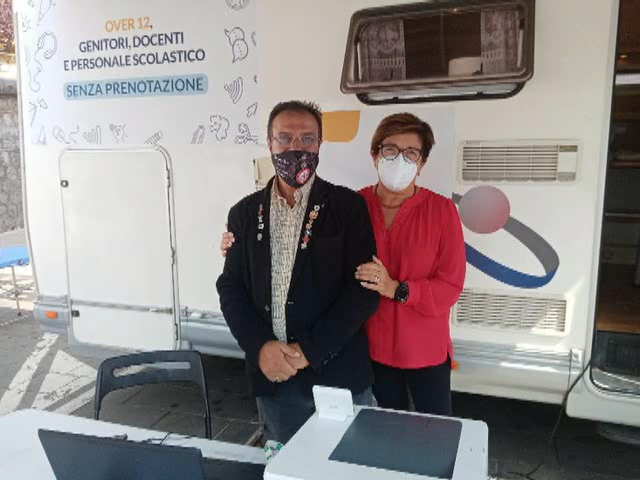 OVER 12,
GENITORI, DOCENTI
E PERSONALE SCOLASTICO
SENZA PRENOTAZIONE